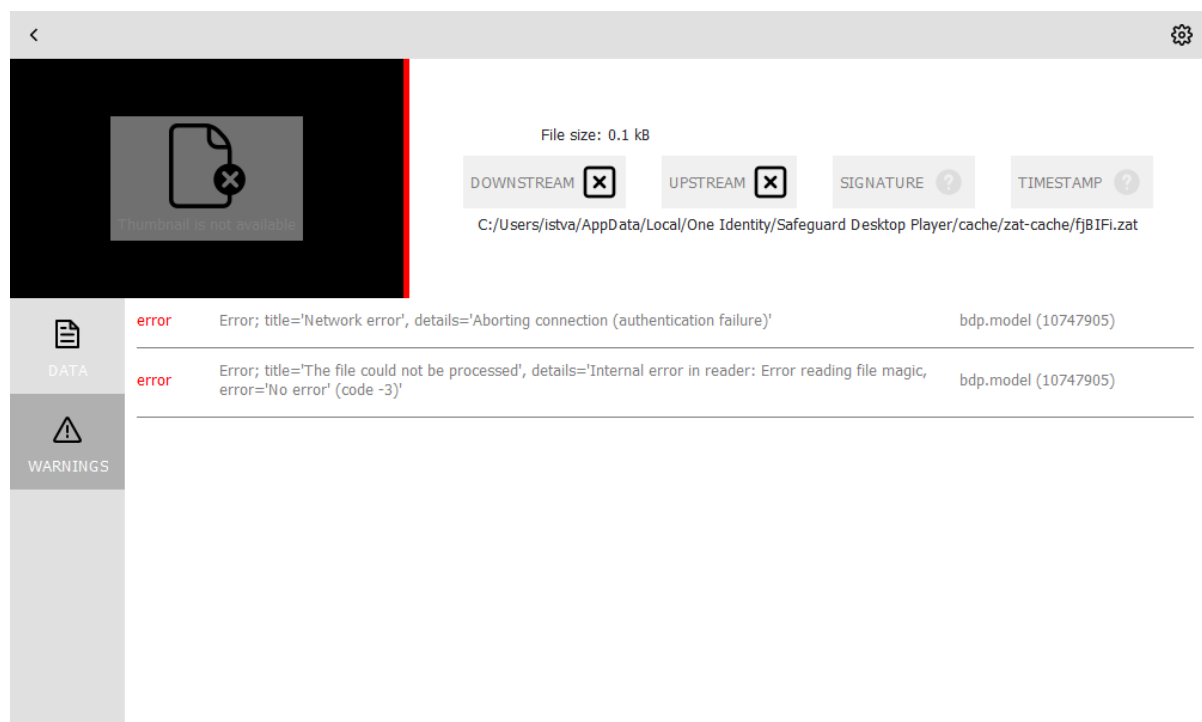 Thumbnail is not available
File size: 0.1 kB
DOWNSTREAM
UPSTREAM
SIGNATURE ?
TIMESTAMP ?
C:/Users/istva/AppData/Local/One Identity/Safeguard Desktop Player/cache/zat-cache/fjBIFi.zat
DATA
WARNINGS
error Error; title='Network error', details='Aborting connection (authentication failure)' bdp.model (10747905)
error Error; title='The file could not be processed', details='Internal error in reader: Error reading file magic,
error='No error' (code -3)' bdp.model (10747905)